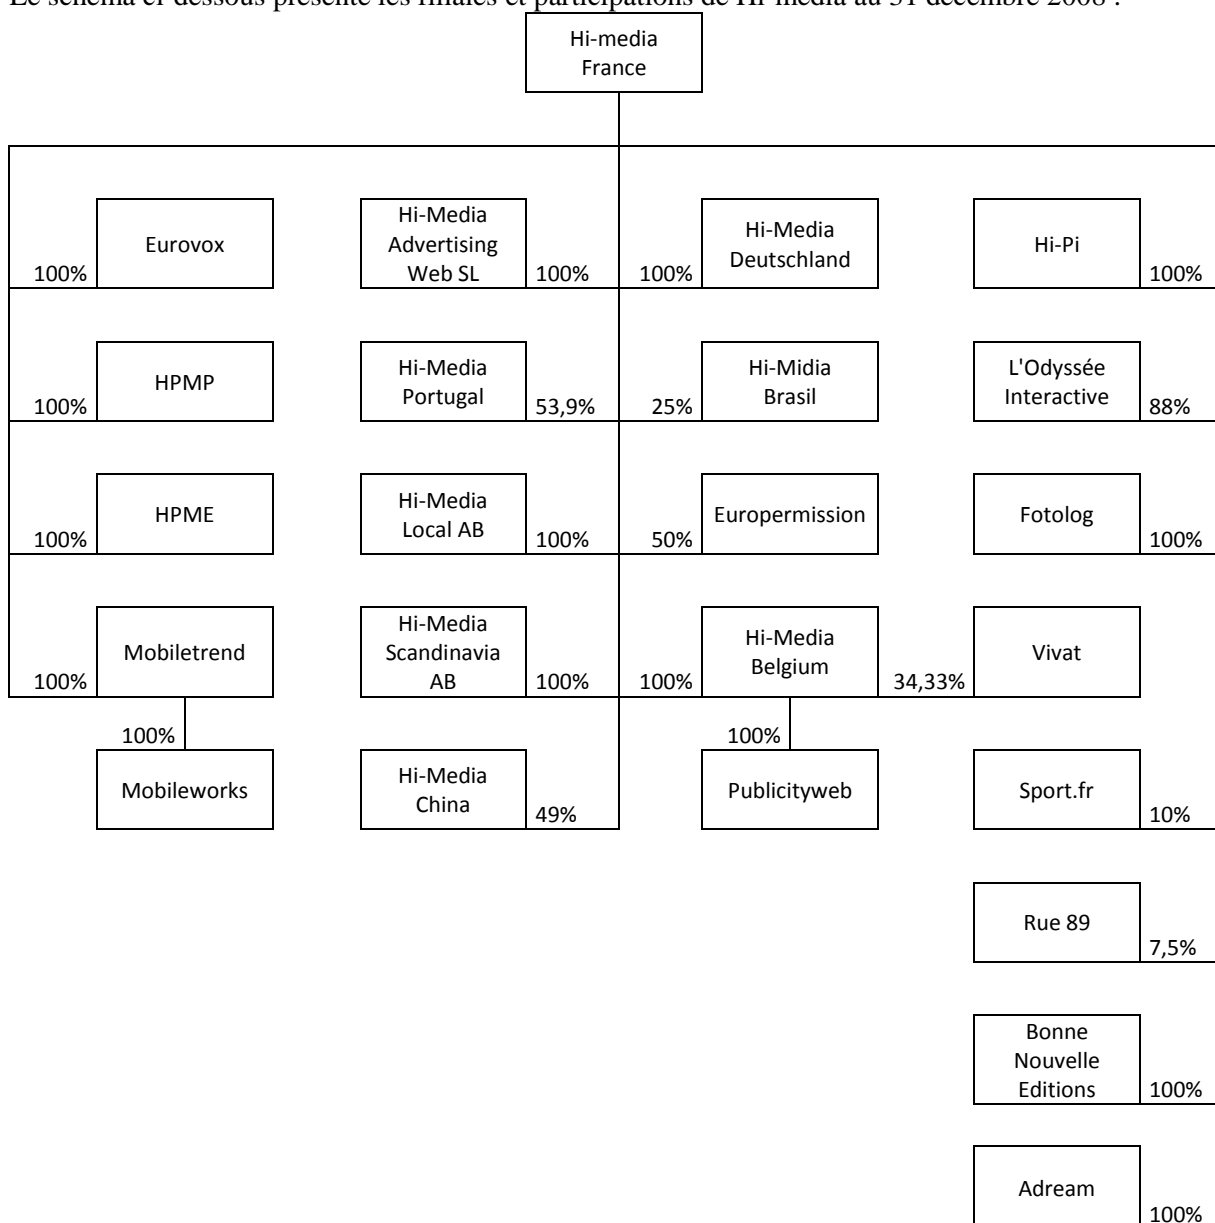 Le schéma ci-dessous présente les filiales et participations de Hi-media au 31 décembre 2008 :
Hi-media
France
Eurovox
100%
Hi-Media
Advertising
Web SL
100%
100%
Hi-Media
Deutschland
Hi-Pi
100%
HPMP
100%
Hi-Media
Portugal
53,9%
25%
Hi-Midia
Brasil
L'Odyssée
Interactive
88%
HPME
100%
Hi-Media
Local AB
100%
50%
Europermission
Fotolog
100%
Mobiletrend
100%
Hi-Media
Scandinavia
AB
100%
100%
Hi-Media
Belgium
34,33%
Vivat
100%
Mobileworks
Hi-Media
China
49%
100%
Publicityweb
Sport.fr
10%
Rue 89
7,5%
Bonne
Nouvelle
Editions
100%
Adream
100%